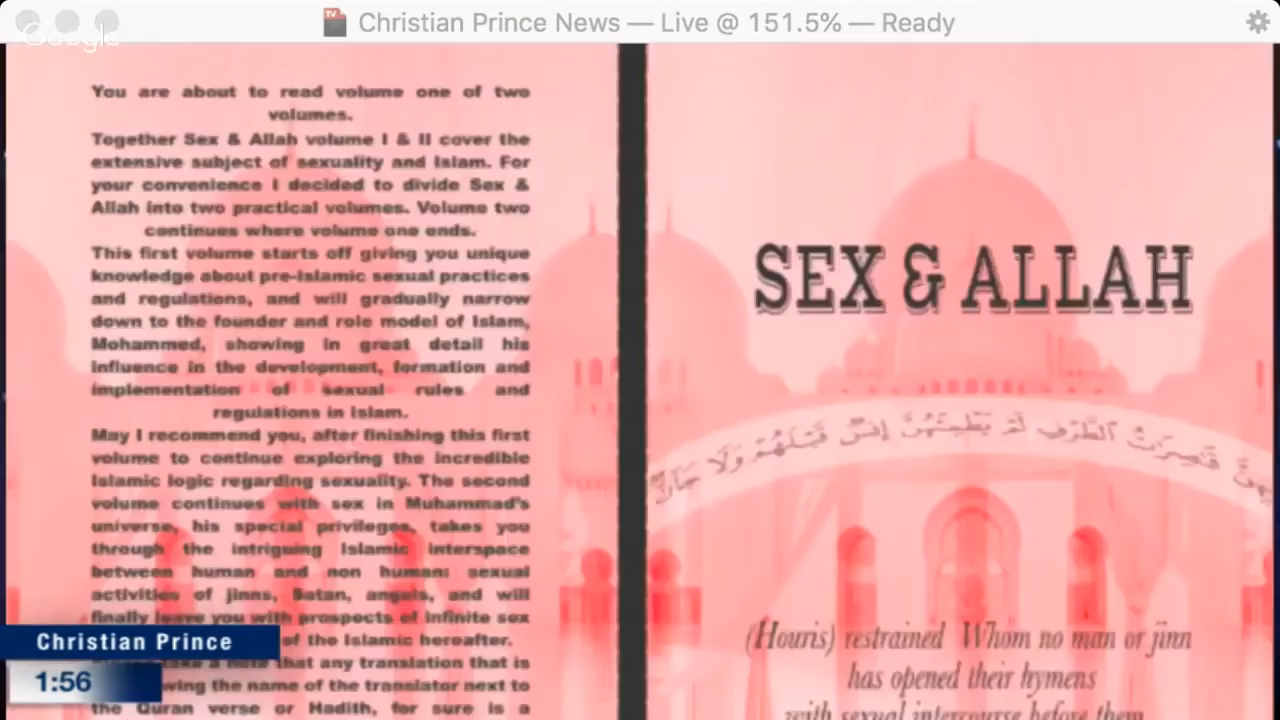 Christian Prince News — Live @ 151.5% — Ready
Google
You are about to read volume one of two
volumes.
Together Sex & Allah volume I & II cover the
extensive subject of sexuality and Islam. For
your convenience I decided to divide Sex &
Allah into two practical volumes. Volume two
continues where volume one ends.
This first volume starts off giving you unique
knowledge about pre-Islamic sexual practices
and regulations, and will gradually narrow
down to the founder and role model of Islam,
Mohammed, showing in great detail his
influence in the development, formation and
implementation of sexual rules and
regulations in Islam.
May I recommend you, after finishing this first
volume to continue exploring the incredible
Islamic logic regarding sexuality. The second
volume continues with sex in Muhammad's
universe, his special privileges, takes you
through the intriguing Islamic interspace
between human and non human: sexual
activities of jinns, Satan, angels, and will
finally leave you with prospects of infinite sex
of the Islamic hereafter.
take a note that any translation that is
the name of the translator next to
the Quran verse or Hadith, for sure is a
SEX & ALLAH
قَٰصِرَٰتُ ٱلطَّرْفِ لَمْ يَطْمِثْهُنَّ إِنسٌ قَبْلَهُمْ وَلَا جَآنٌّ
(Houris) restrained Whom no man or jinn
has opened their hymens
with sexual intercourse before them
Christian Prince
1:56